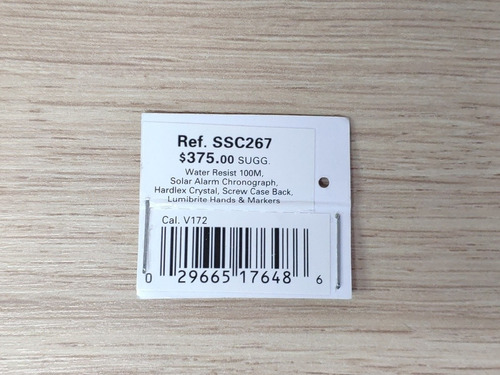 Ref. SSC267
$375.00 SUGG.
Water Resist 100M,
Solar Alarm Chronograph,
Hardlex Crystal, Screw Case Back,
Lumibrite Hands & Markers
Cal. V172
0 29665 17648 6